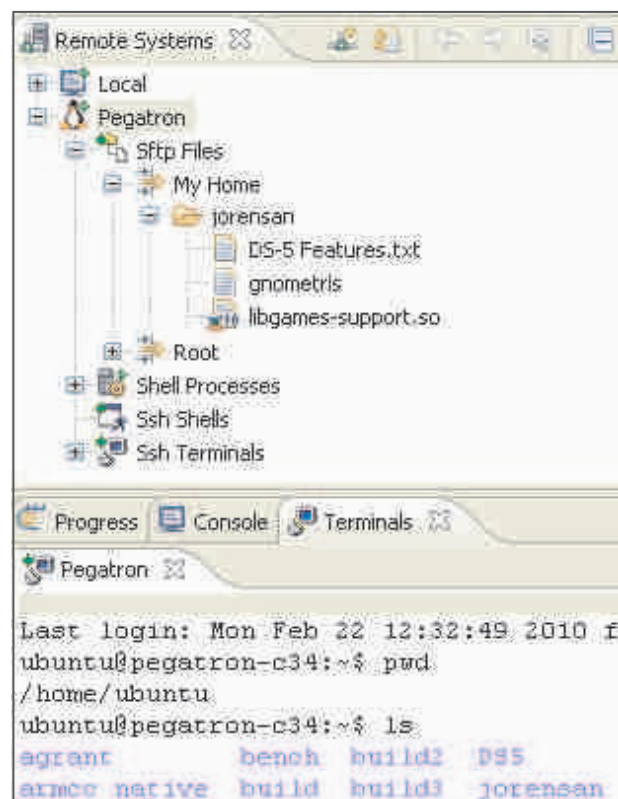 Remote Systems
Local
Pegatron
Sftp Files
My Home
jorensan
DS-5 Features.txt
gnometris
libgames-support.so
Root
Shell Processes
Ssh Shells
Ssh Terminals
Progress Console Terminals
Pegatron
Last login: Mon Feb 22 12:32:49 2010 f
ubuntu@pegatron-c34:~$ pwd
/home/ubuntu
ubuntu@pegatron-c34:~$ ls
agrant bench build2 DS5
armcc native build build3 jorensan